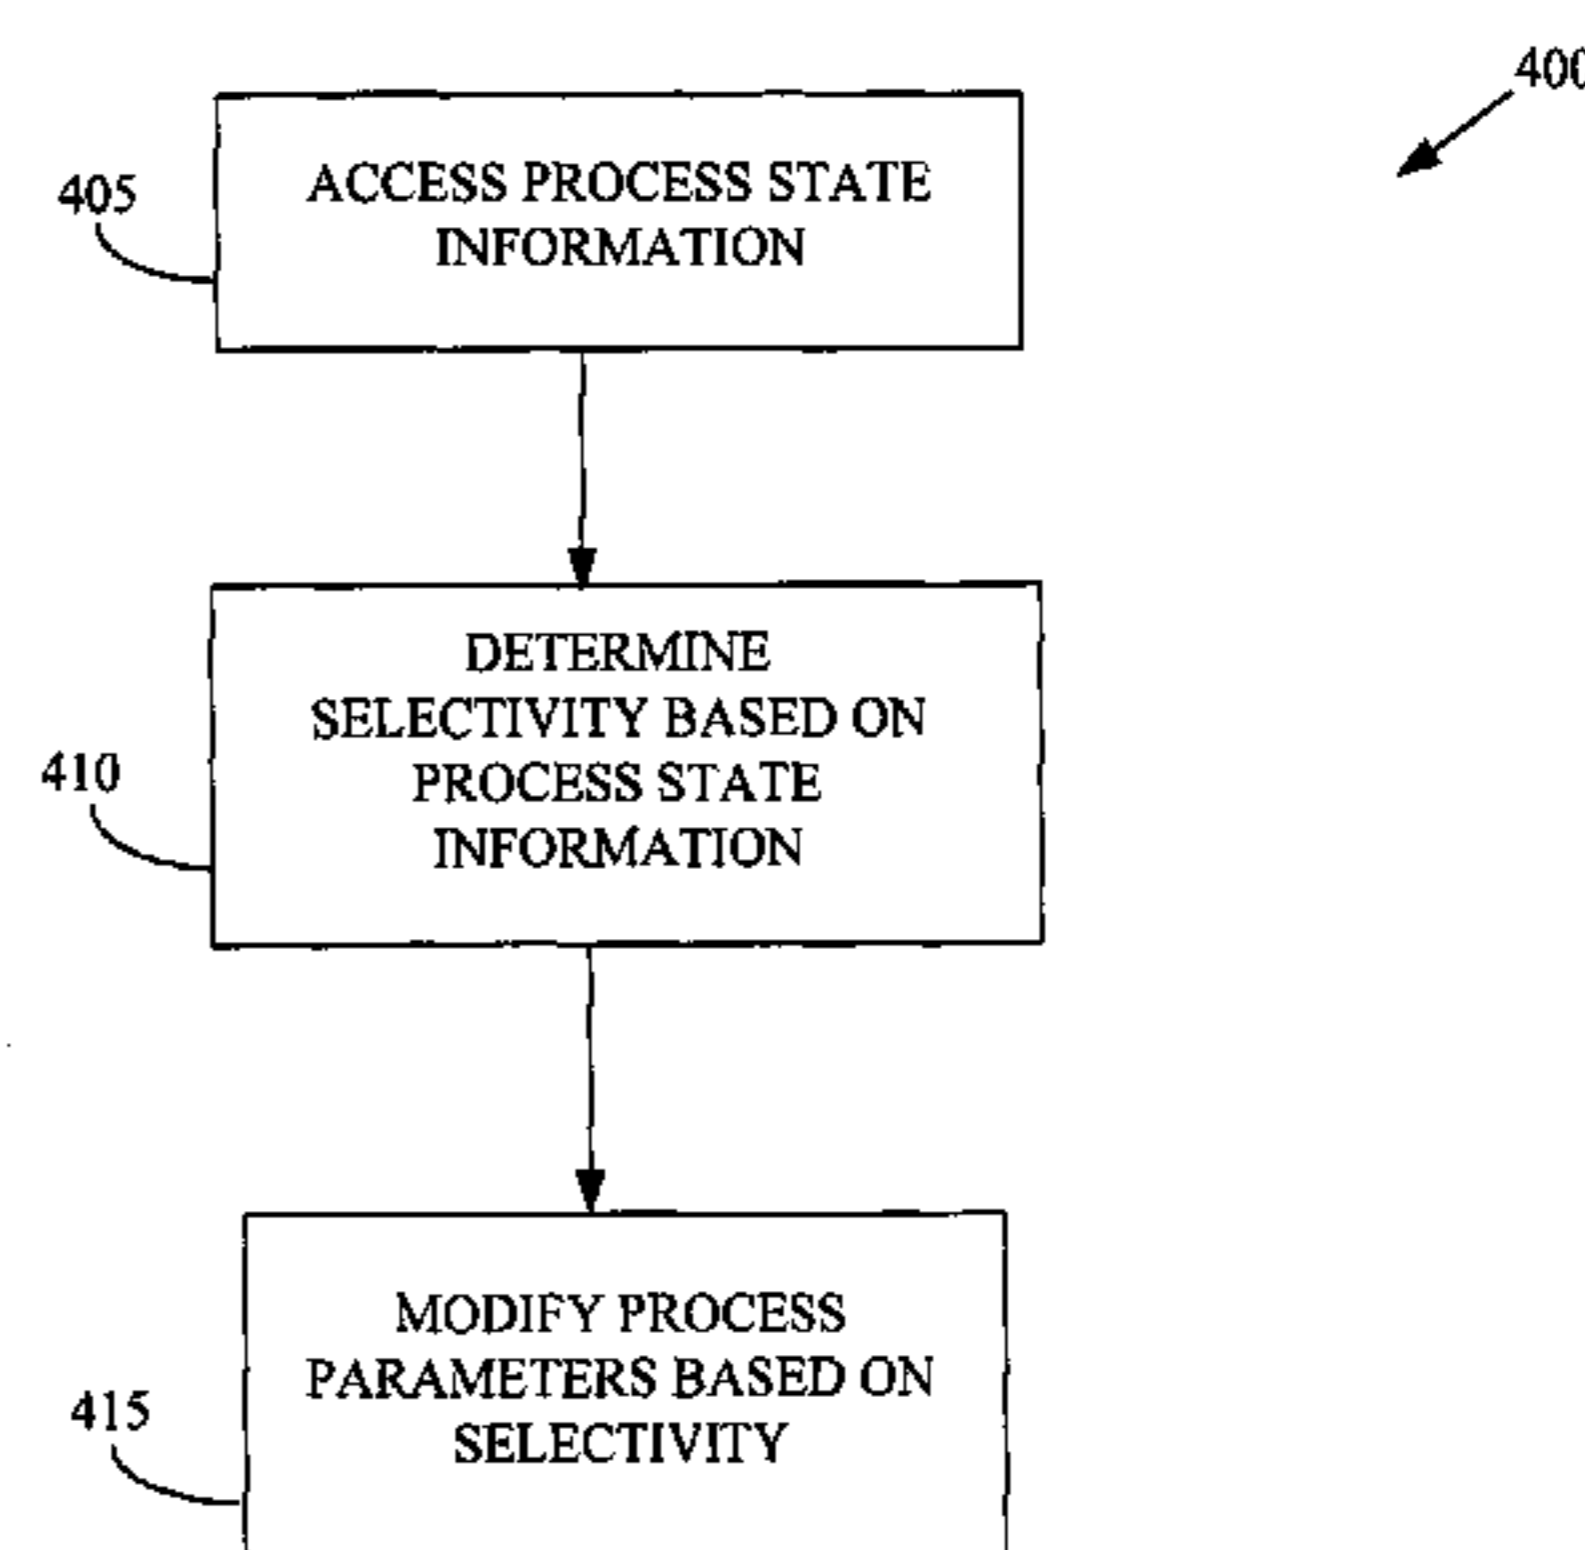 400
405
ACCESS PROCESS STATE
INFORMATION
410
DETERMINE
SELECTIVITY BASED ON
PROCESS STATE
INFORMATION
415
MODIFY PROCESS
PARAMETERS BASED ON
SELECTIVITY